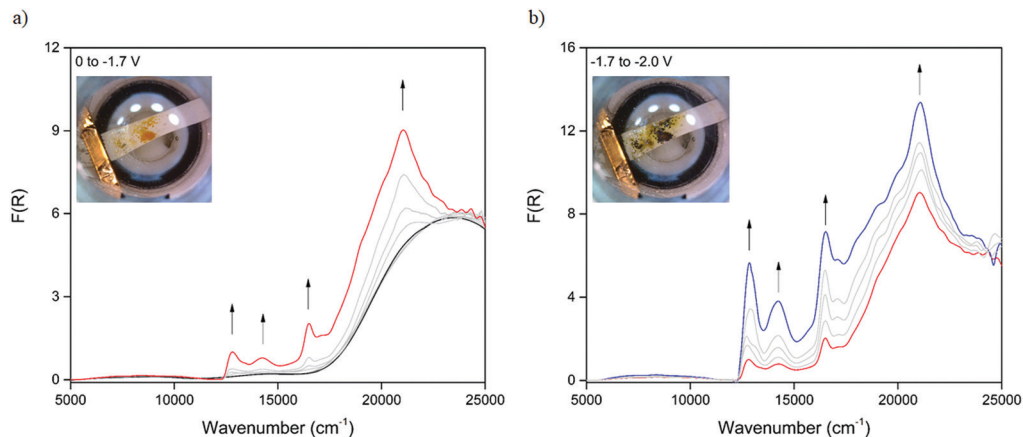 a)
0 to -1.7 V
12
9
6
3
0
F(R)
5000 10000 15000 20000 25000
Wavenumber (cm⁻¹)
b)
-1.7 to -2.0 V
16
12
8
4
0
F(R)
5000 10000 15000 20000 25000
Wavenumber (cm⁻¹)